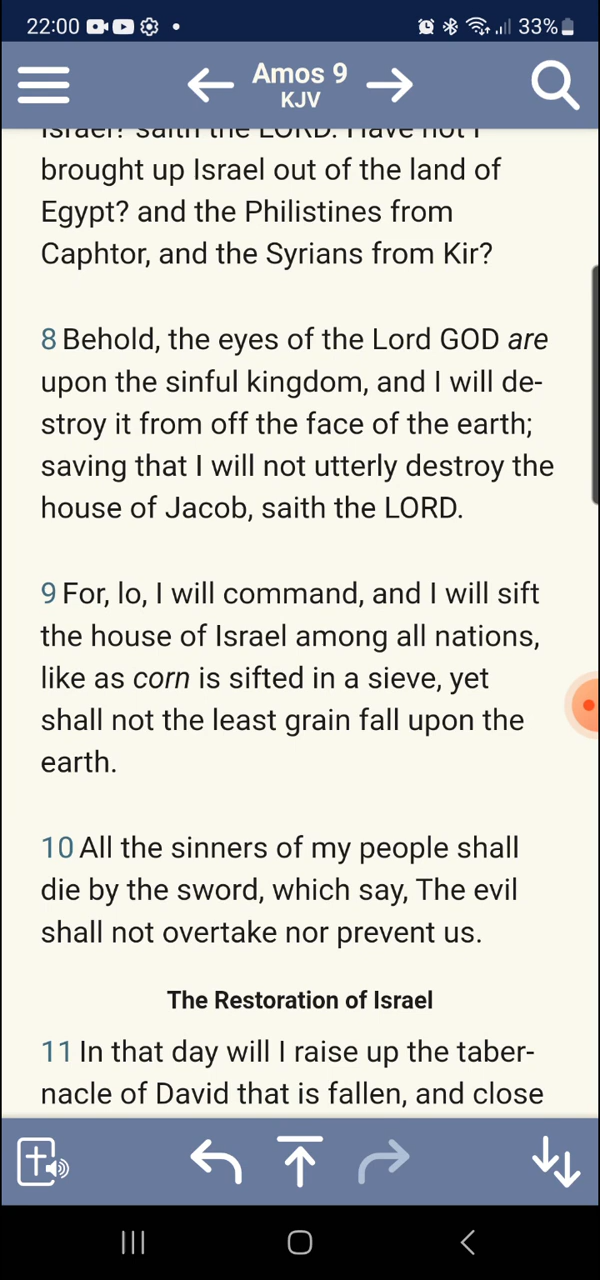 22:00
33%
Amos 9
KJV
Israel? saith the LORD. Have not I
brought up Israel out of the land of
Egypt? and the Philistines from
Caphtor, and the Syrians from Kir?
8 Behold, the eyes of the Lord GOD are
upon the sinful kingdom, and I will de-
stroy it from off the face of the earth;
saving that I will not utterly destroy the
house of Jacob, saith the LORD.
9 For, lo, I will command, and I will sift
the house of Israel among all nations,
like as corn is sifted in a sieve, yet
shall not the least grain fall upon the
earth.
10 All the sinners of my people shall
die by the sword, which say, The evil
shall not overtake nor prevent us.
The Restoration of Israel
11 In that day will I raise up the taber-
nacle of David that is fallen, and close